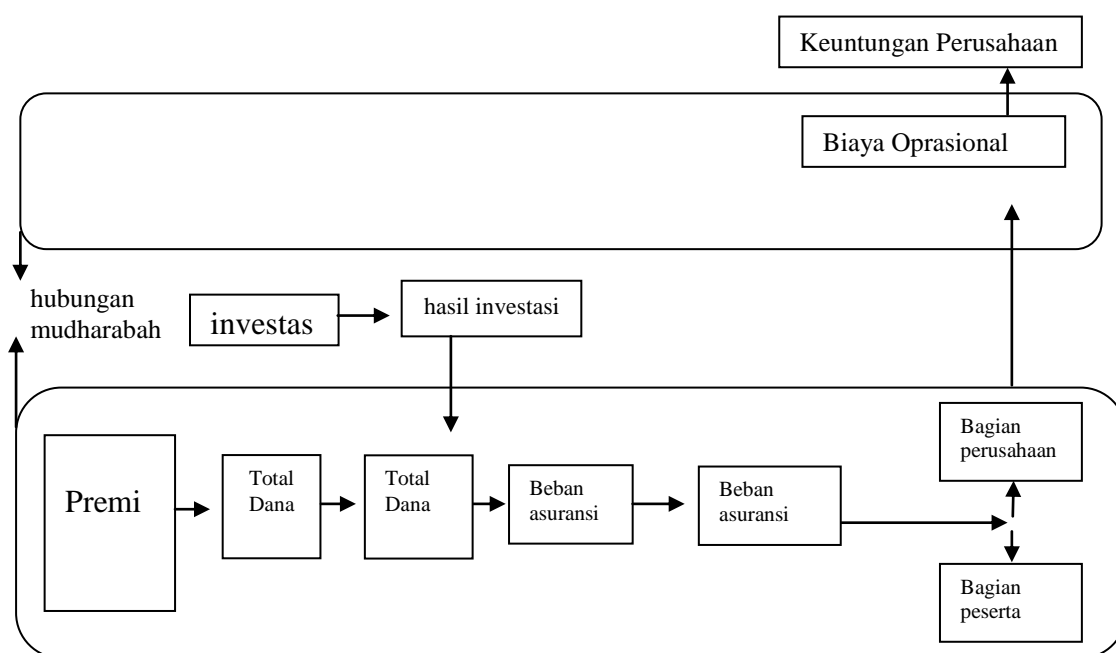 Keuntungan Perusahaan
Biaya Oprasional
hubungan
mudharabah
investas
hasil investasi
Premi
Total
Dana
Total
Dana
Beban
asuransi
Beban
asuransi
Bagian
perusahaan
Bagian
peserta